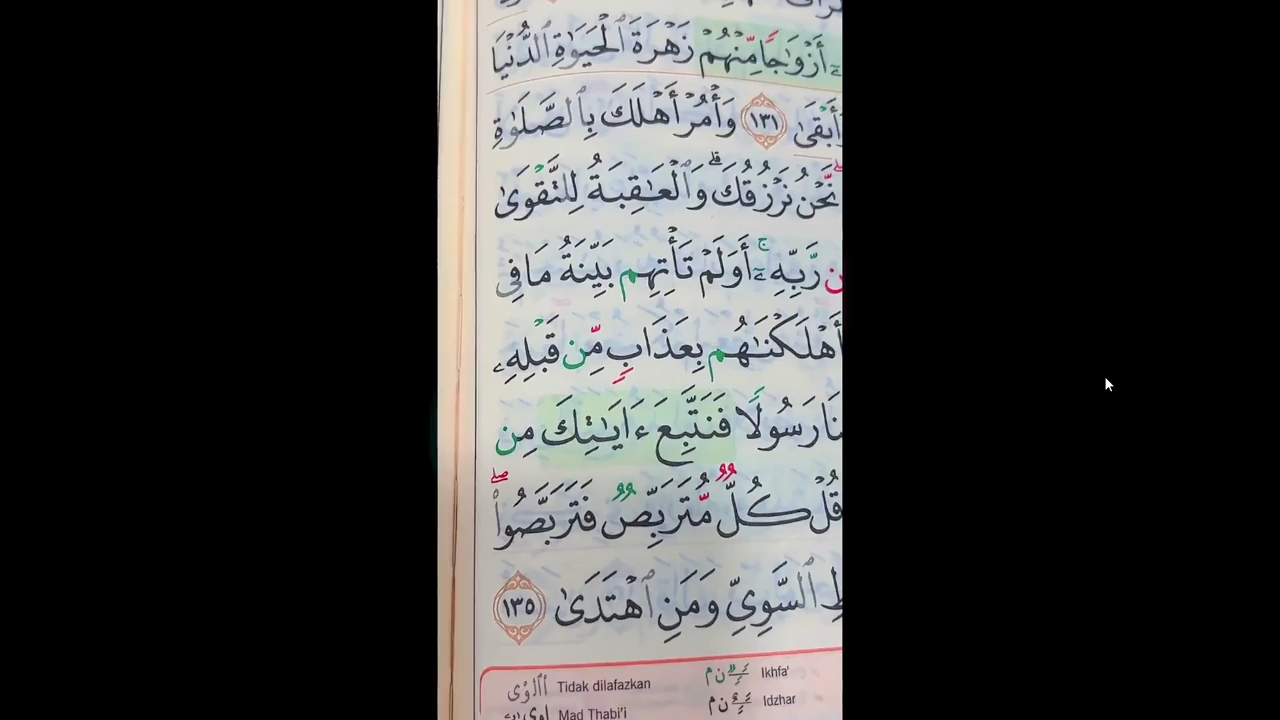 أَزْوَٰجًا مِّنْهُمْ زَهْرَةَ ٱلْحَيَوٰةِ ٱلدُّنْيَا
أَبْقَىٰ ١٣١ وَأْمُرْ أَهْلَكَ بِٱلصَّلَوٰةِ
نَّحْنُ نَرْزُقُكَ ۗ وَٱلْعَـٰقِبَةُ لِلتَّقْوَىٰ
ن رَّبِّهِۦٓ ۚ أَوَلَمْ تَأْتِهِم بَيِّنَةُ مَا فِى
أَهْلَكْنَـٰهُم بِعَذَابٍ مِّن قَبْلِهِۦ
نَا رَسُولًا فَنَتَّبِعَ ءَايَـٰتِكَ مِن
قُلْ كُلٌّ مُّتَرَبِّصٌ فَتَرَبَّصُوا۟ ۖ
طِ ٱلسَّوِىِّ وَمَنِ ٱهْتَدَىٰ ١٣٥
Tidak dilafazkan ن م Ikhfa'
Mad Thabi'i ن م Idzhar